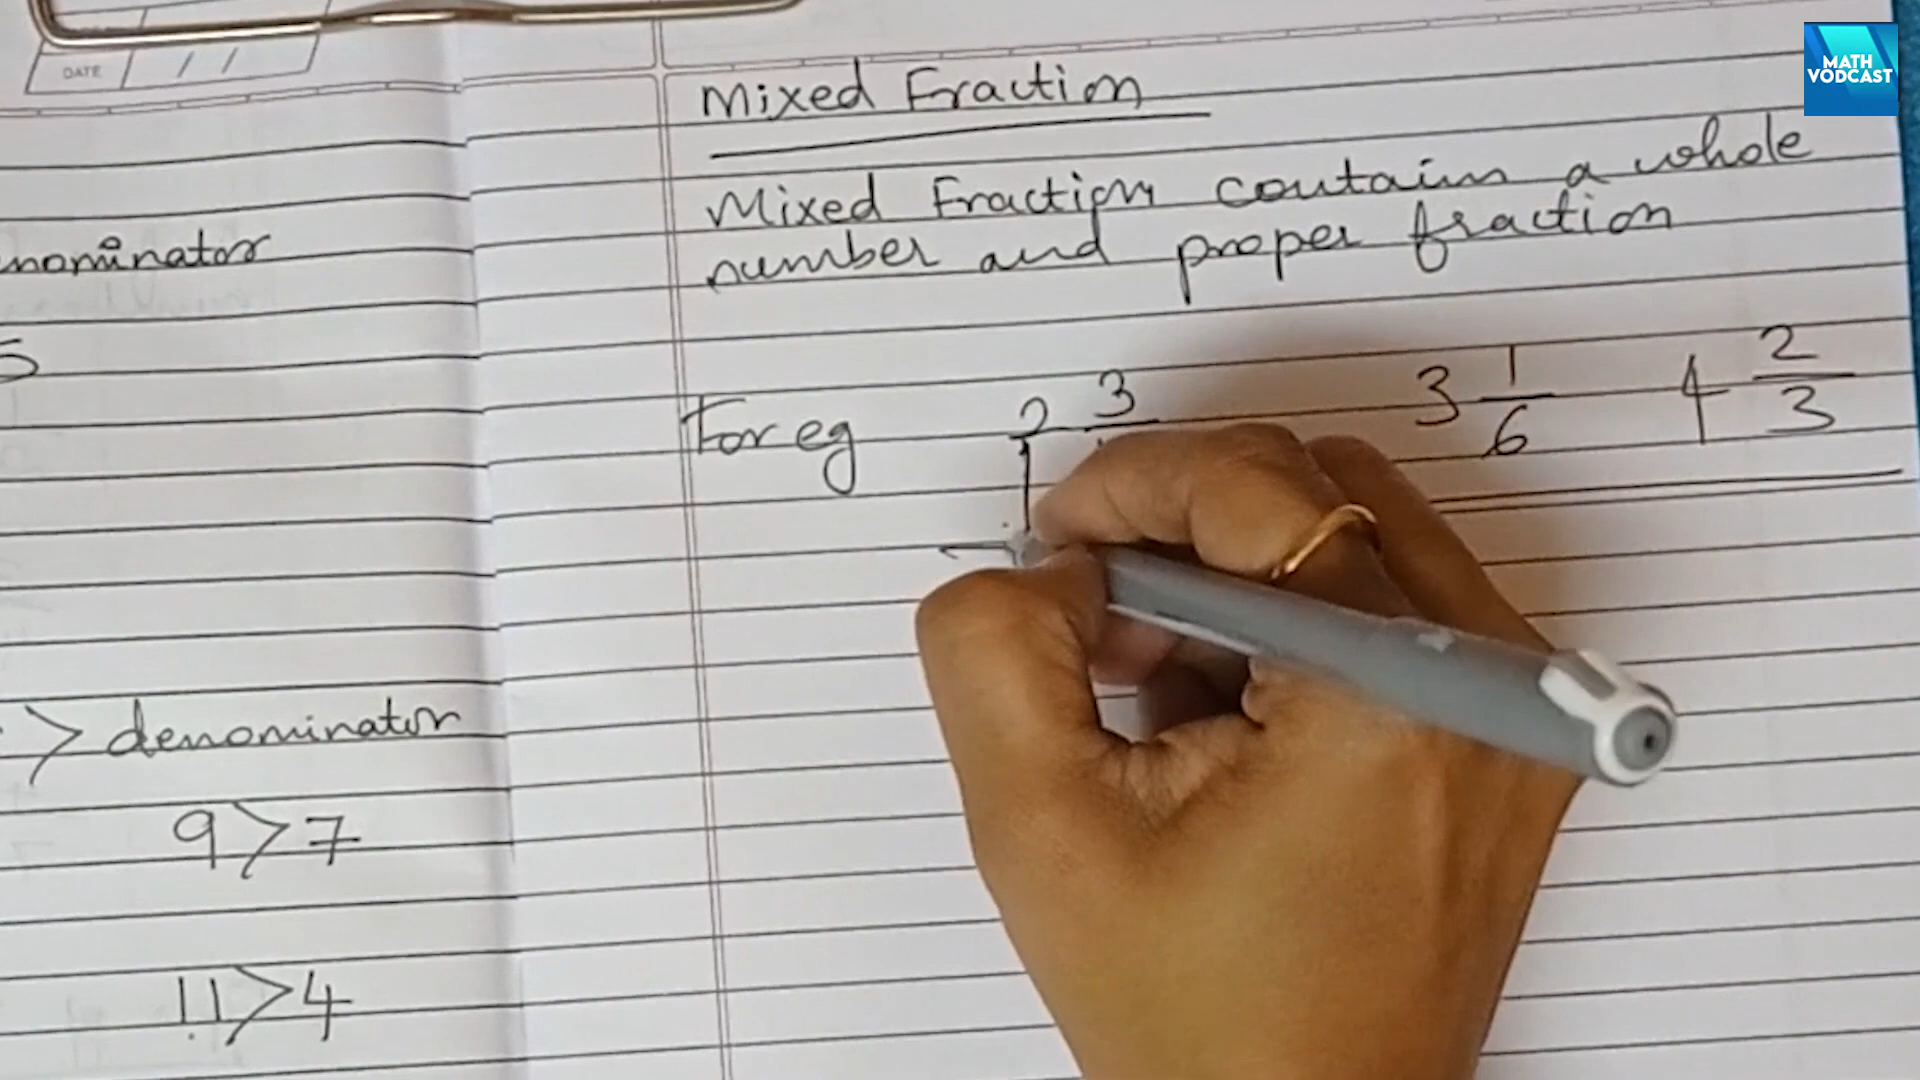 DATE / /
nominator
5
> denominator
9 > 7
11 > 4
Mixed Fraction
Mixed Fraction contains a whole
number and proper fraction
For eg 2 3 3 1/6 4 2/3
MATH
VODCAST